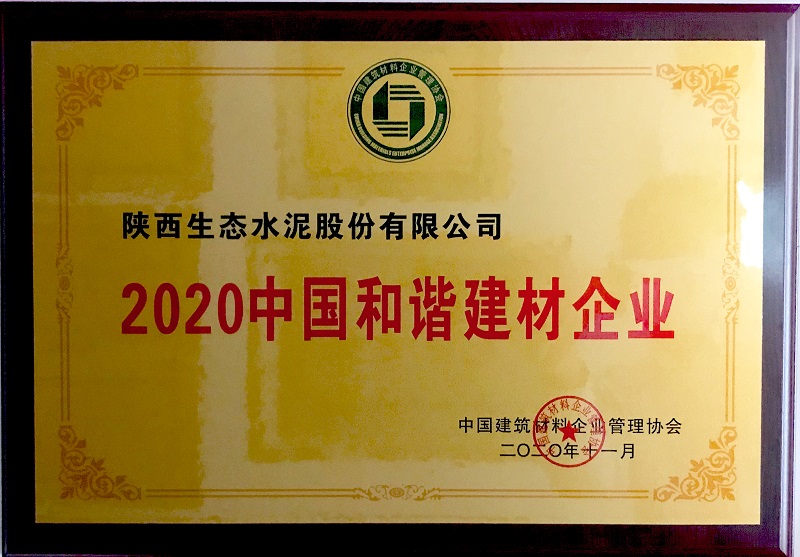 中国建筑材料企业管理协会
陕西生态水泥股份有限公司
2020中国和谐建材企业
中国建筑材料企业管理协会
二〇二〇年十一月